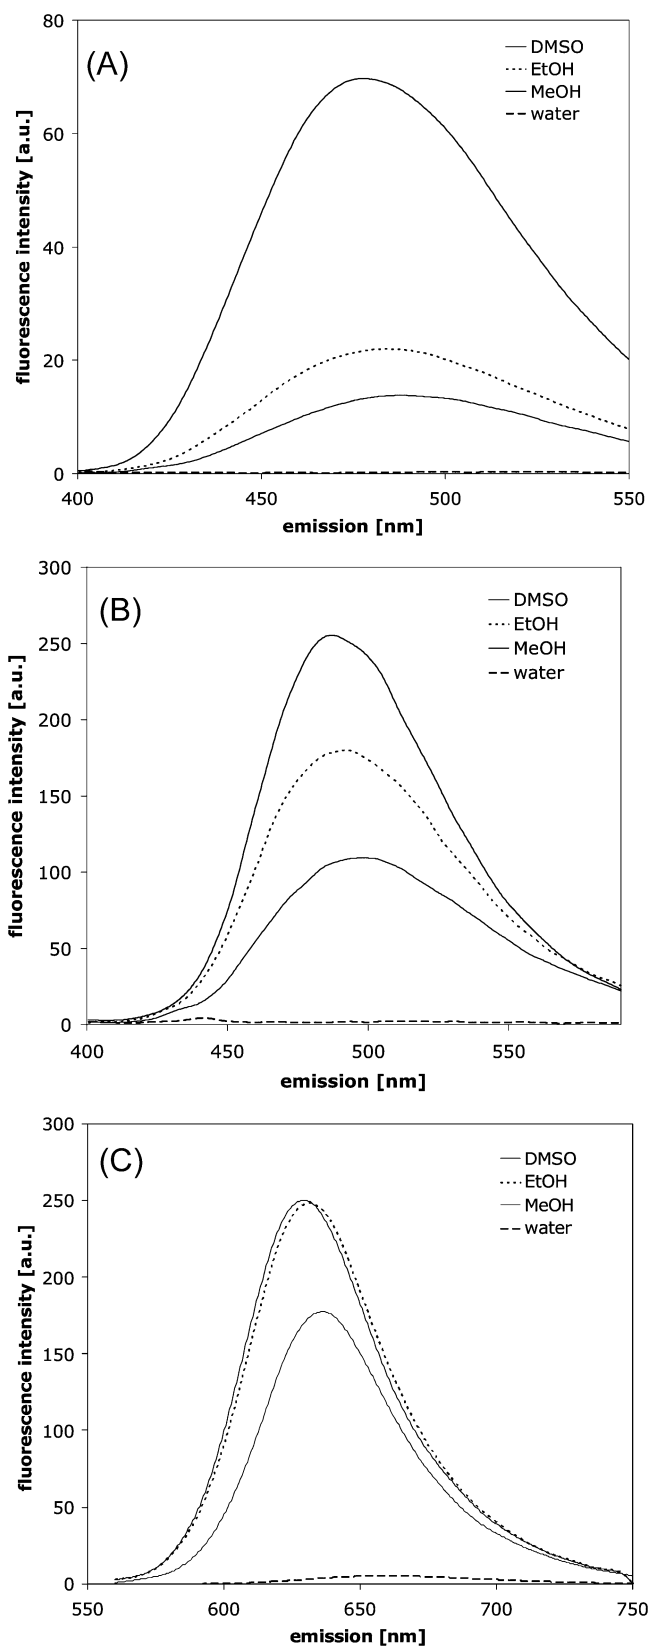 80
(A)
DMSO
EtOH
MeOH
water
60
40
20
0
fluorescence intensity [a.u.]
400 450 500 550
emission [nm]
300
(B)
DMSO
EtOH
MeOH
water
250
200
150
100
50
0
fluorescence intensity [a.u.]
400 450 500 550
emission [nm]
300
(C)
DMSO
EtOH
MeOH
water
250
200
150
100
50
0
fluorescence intensity [a.u.]
550 600 650 700 750
emission [nm]